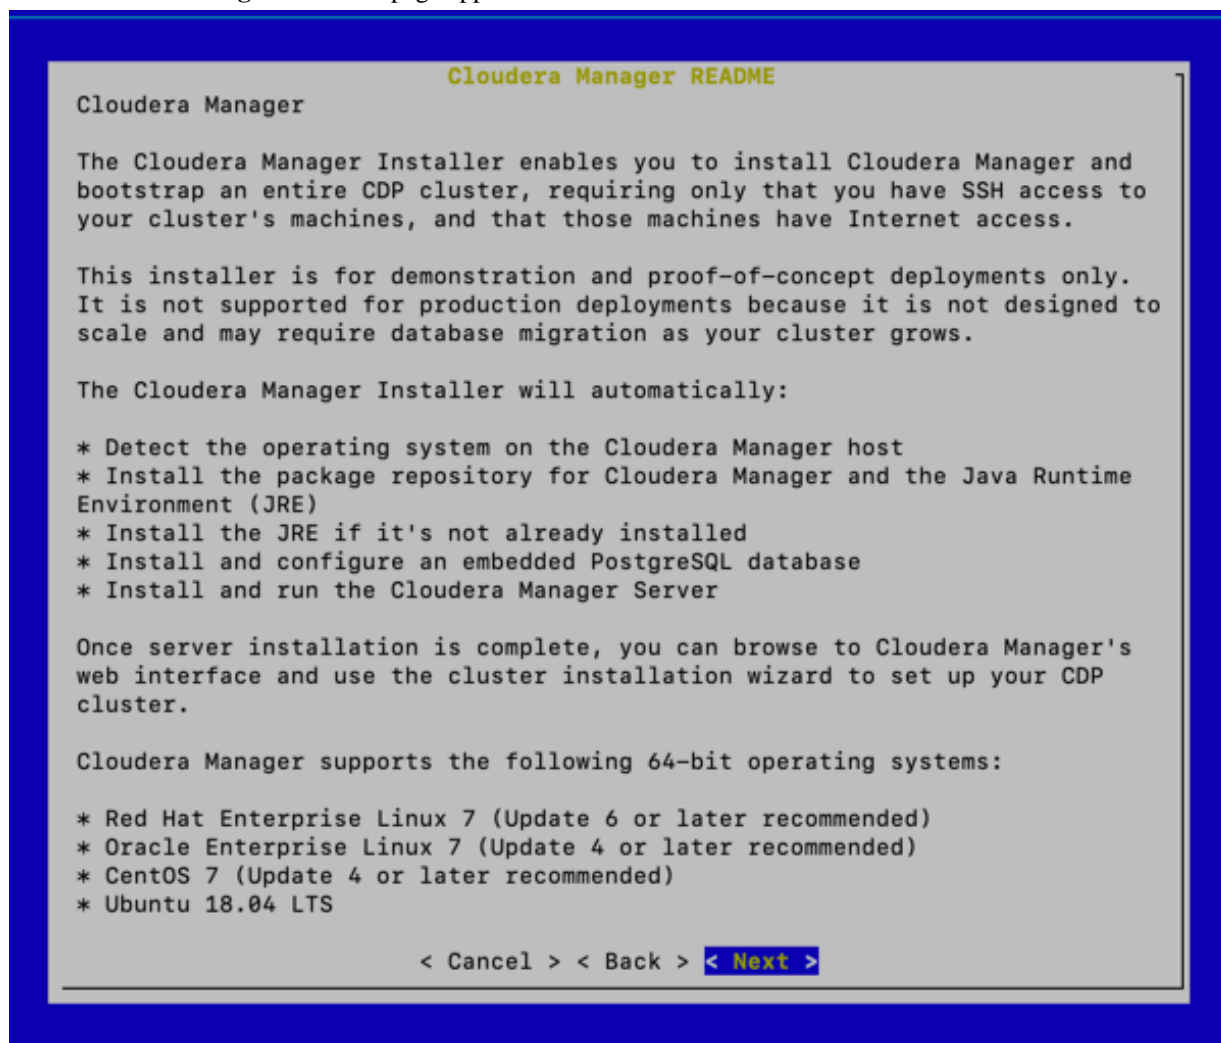 Cloudera Manager README
Cloudera Manager
The Cloudera Manager Installer enables you to install Cloudera Manager and
bootstrap an entire CDP cluster, requiring only that you have SSH access to
your cluster's machines, and that those machines have Internet access.
This installer is for demonstration and proof-of-concept deployments only.
It is not supported for production deployments because it is not designed to
scale and may require database migration as your cluster grows.
The Cloudera Manager Installer will automatically:
* Detect the operating system on the Cloudera Manager host
* Install the package repository for Cloudera Manager and the Java Runtime
Environment (JRE)
* Install the JRE if it's not already installed
* Install and configure an embedded PostgreSQL database
* Install and run the Cloudera Manager Server
Once server installation is complete, you can browse to Cloudera Manager's
web interface and use the cluster installation wizard to set up your CDP
cluster.
Cloudera Manager supports the following 64-bit operating systems:
* Red Hat Enterprise Linux 7 (Update 6 or later recommended)
* Oracle Enterprise Linux 7 (Update 4 or later recommended)
* CentOS 7 (Update 4 or later recommended)
* Ubuntu 18.04 LTS
< Cancel > < Back > < Next >